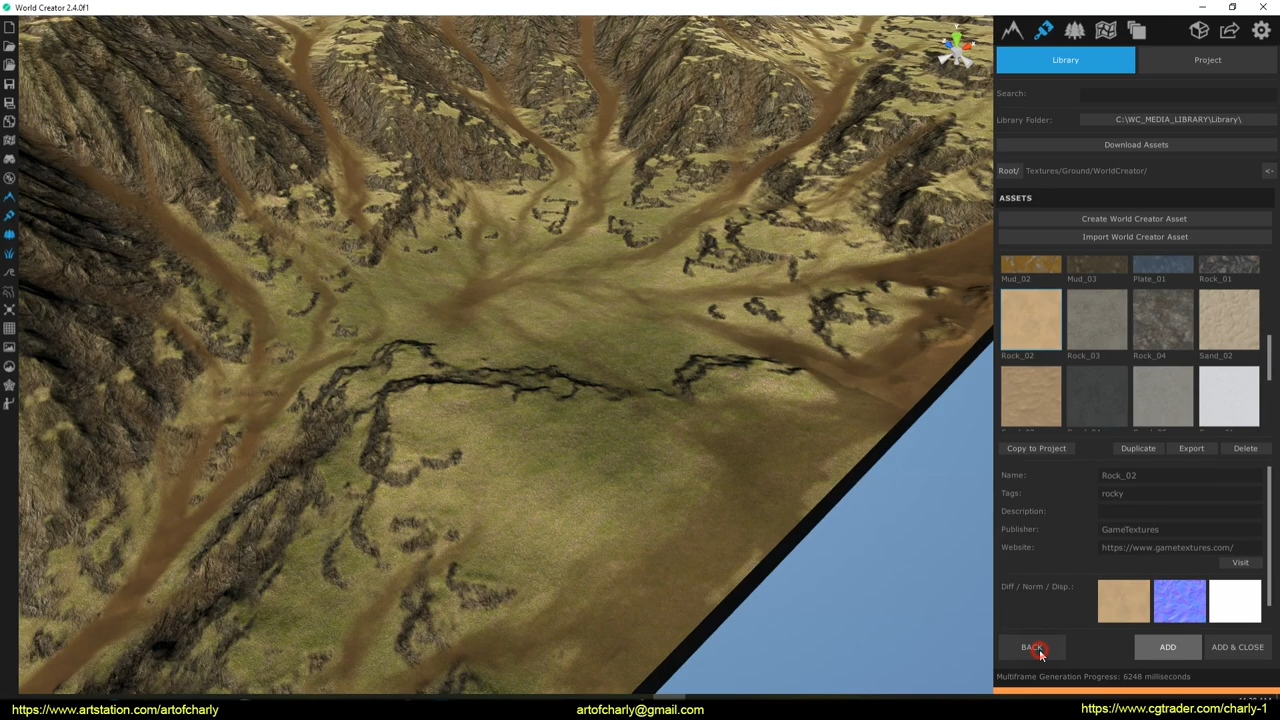 World Creator 2.4.0f1
Library
Project
Search:
Library Folder:
C:\WC_MEDIA_LIBRARY\Library\
Download Assets
Root/
Textures/Ground/WorldCreator/
<-
ASSETS
Create World Creator Asset
Import World Creator Asset
Mud_02
Mud_03
Plate_01
Rock_01
Rock_02
Rock_03
Rock_04
Sand_02
Copy to Project
Duplicate
Export
Delete
Name:
Rock_02
Tags:
rocky
Description:
Publisher:
GameTextures
Website:
https://www.gametextures.com/
Visit
Diff / Norm / Disp.:
BACK
ADD
ADD & CLOSE
Multiframe Generation Progress: 6248 milliseconds
https://www.artstation.com/artofcharly
artofcharly@gmail.com
https://www.cgtrader.com/charly-1